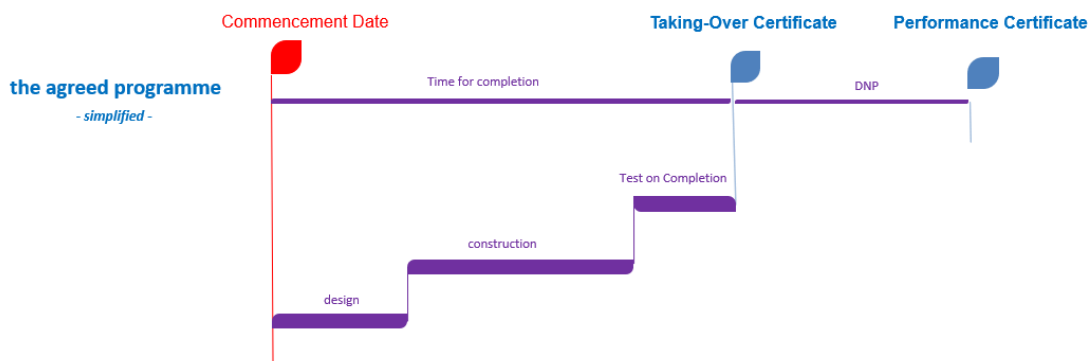 Commencement Date
Taking-Over Certificate
Performance Certificate
the agreed programme
- simplified -
Time for completion
DNP
Test on Completion
construction
design